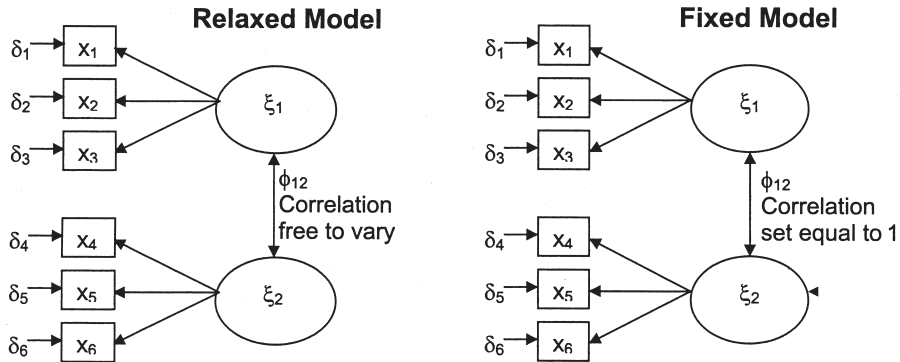 Relaxed Model
δ1
x1
δ2
x2
δ3
x3
ξ1
ϕ12
Correlation
free to vary
δ4
x4
δ5
x5
δ6
x6
ξ2
Fixed Model
δ1
x1
δ2
x2
δ3
x3
ξ1
ϕ12
Correlation
set equal to 1
δ4
x4
δ5
x5
δ6
x6
ξ2